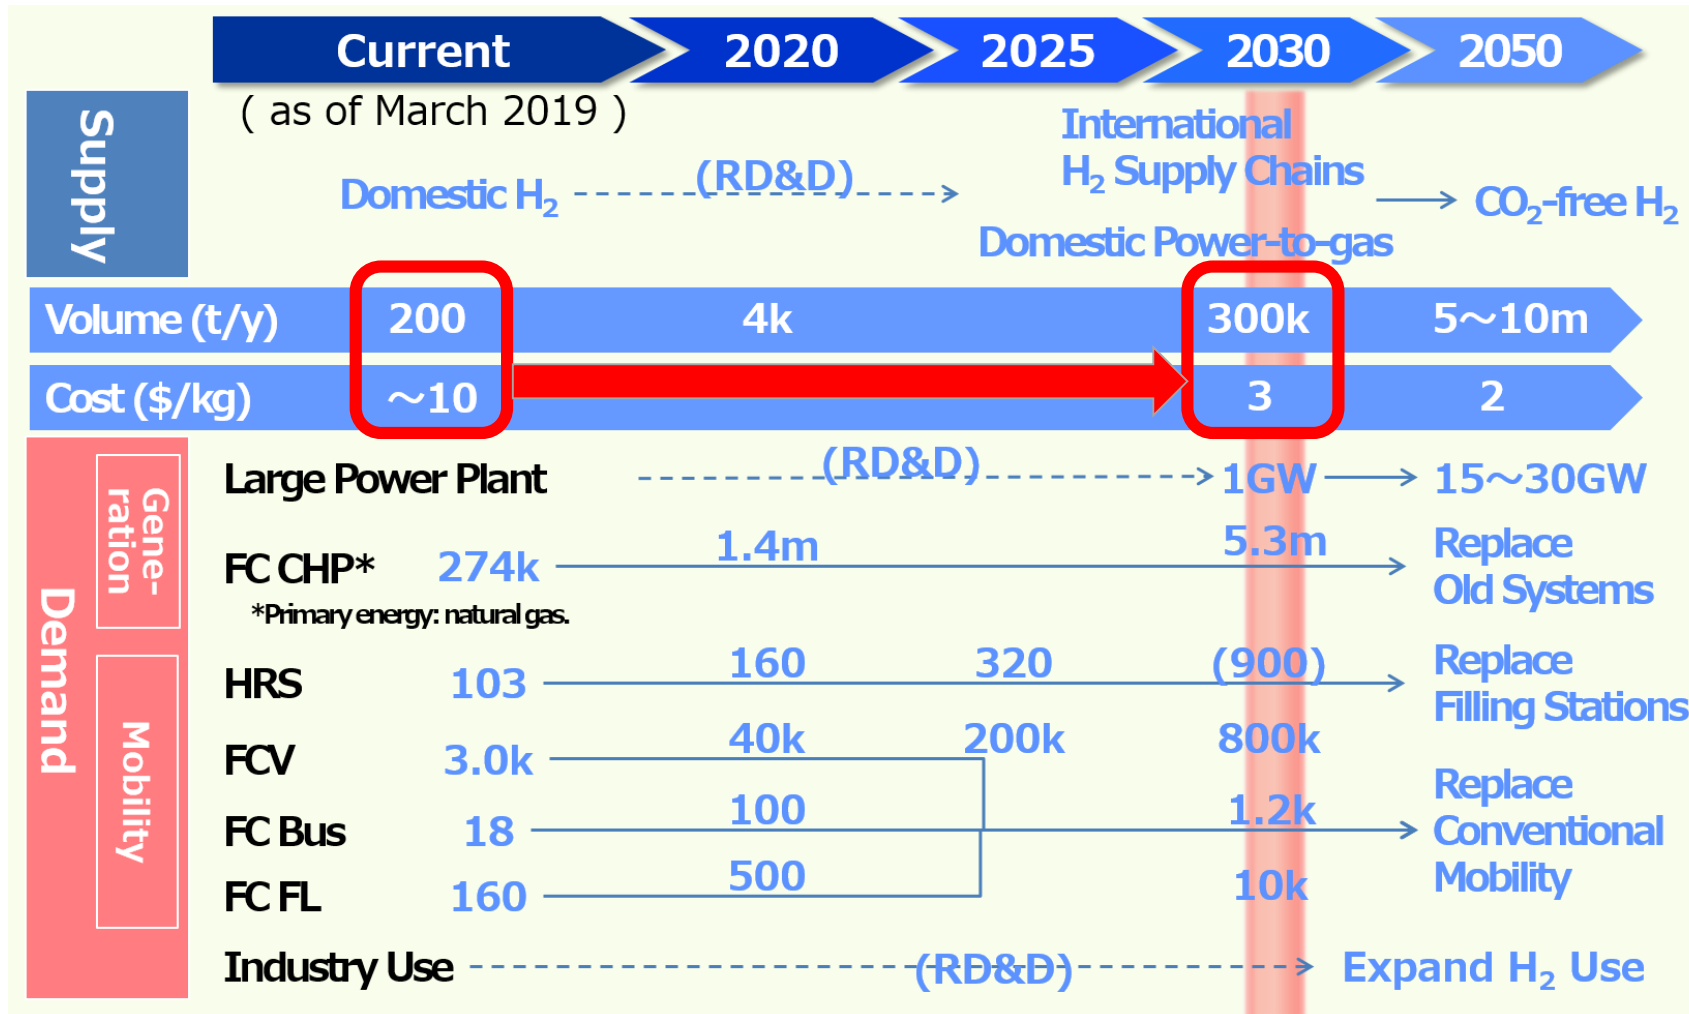 Current
2020
2025
2030
2050
( as of March 2019 )
Supply
Domestic H₂
(RD&D)
International
H₂ Supply Chains
Domestic Power-to-gas
CO₂-free H₂
Volume (t/y)
200
4k
300k
5～10m
Cost ($/kg)
～10
3
2
Demand
Gene-
ration
Large Power Plant
(RD&D)
1GW
15～30GW
FC CHP*
274k
1.4m
5.3m
Replace
Old Systems
*Primary energy: natural gas.
Mobility
HRS
103
160
320
(900)
Replace
Filling Stations
FCV
3.0k
40k
200k
800k
FC Bus
18
100
1.2k
Replace
Conventional
Mobility
FC FL
160
500
10k
Industry Use
(RD&D)
Expand H₂ Use